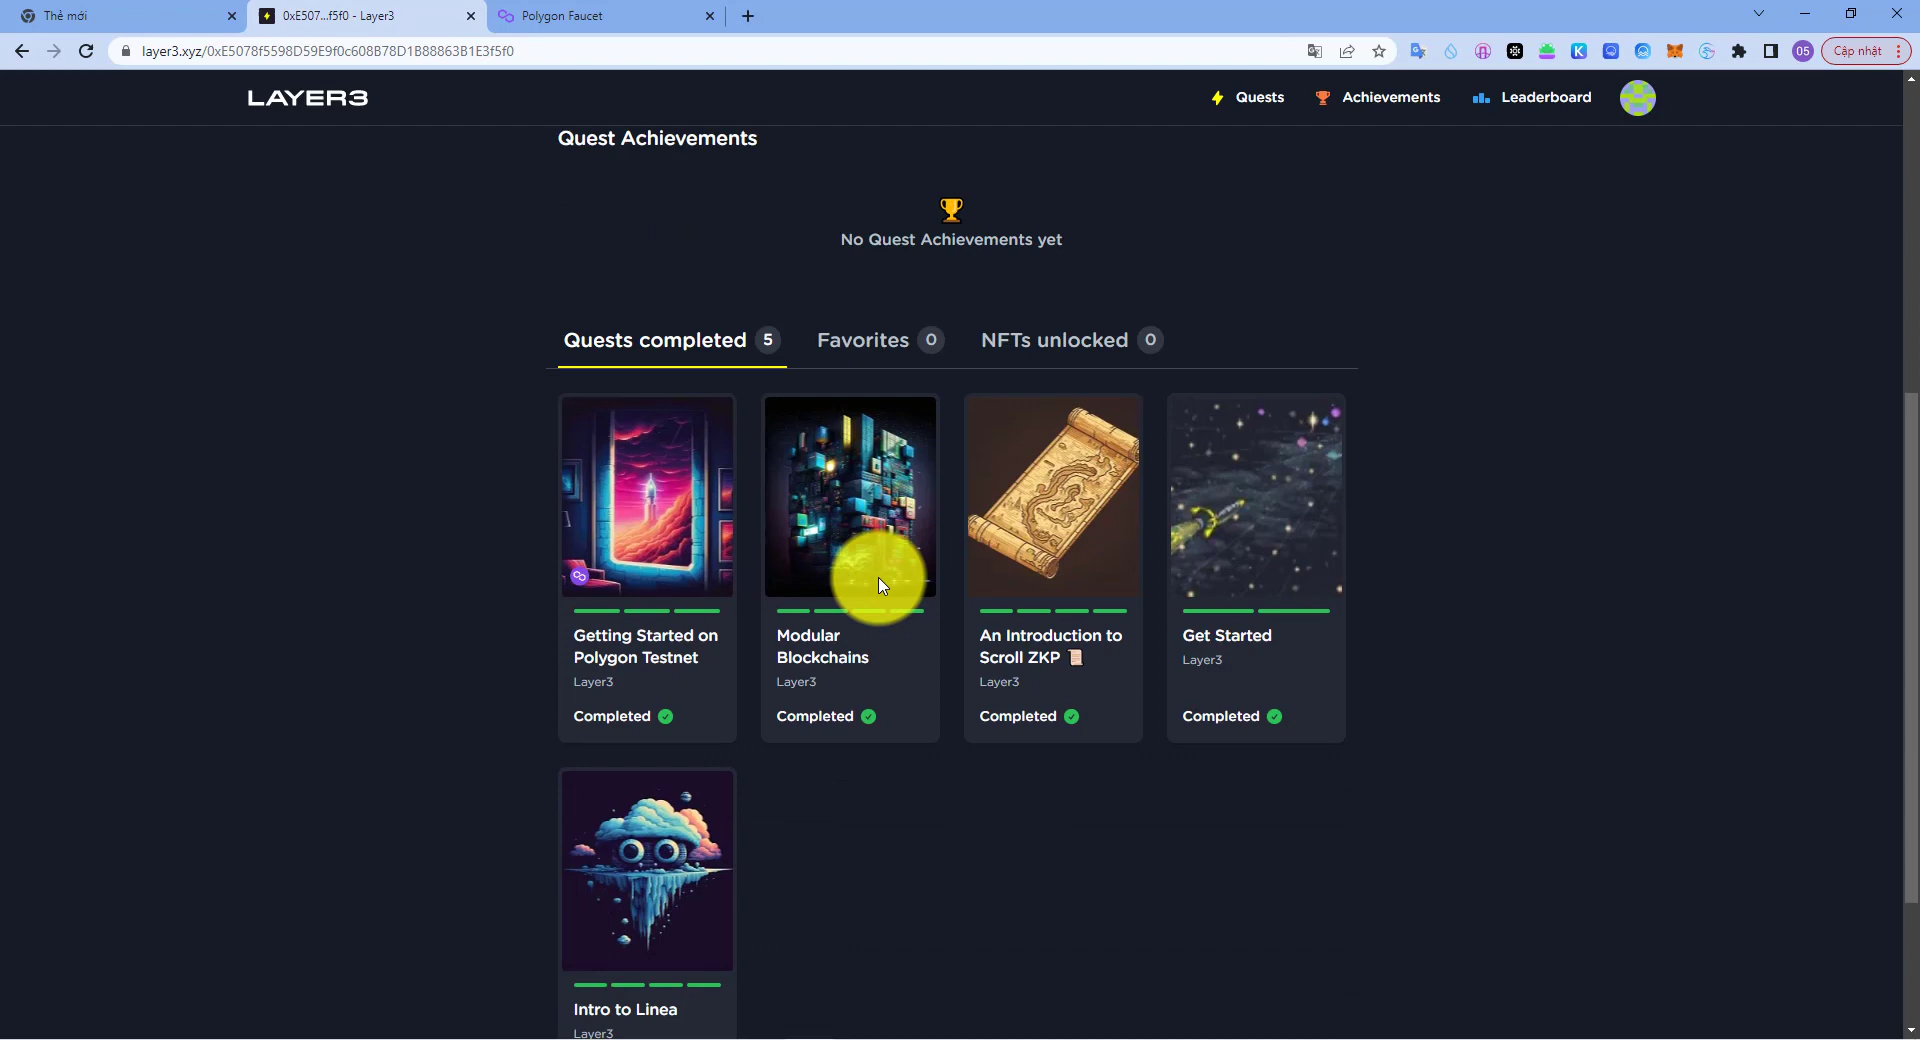 Thẻ mới
0xE507...f5f0 - Layer3
Polygon Faucet
layer3.xyz/0xE5078f5598D59E9f0c608B78D1B88863B1E3f5f0
05
Cập nhật
LAYER3
Quests
Achievements
Leaderboard
Quest Achievements
No Quest Achievements yet
Quests completed 5
Favorites 0
NFTs unlocked 0
Getting Started on
Polygon Testnet
Layer3
Completed
Modular
Blockchains
Layer3
Completed
An Introduction to
Scroll ZKP 📜
Layer3
Completed
Get Started
Layer3
Completed
Intro to Linea
Layer3